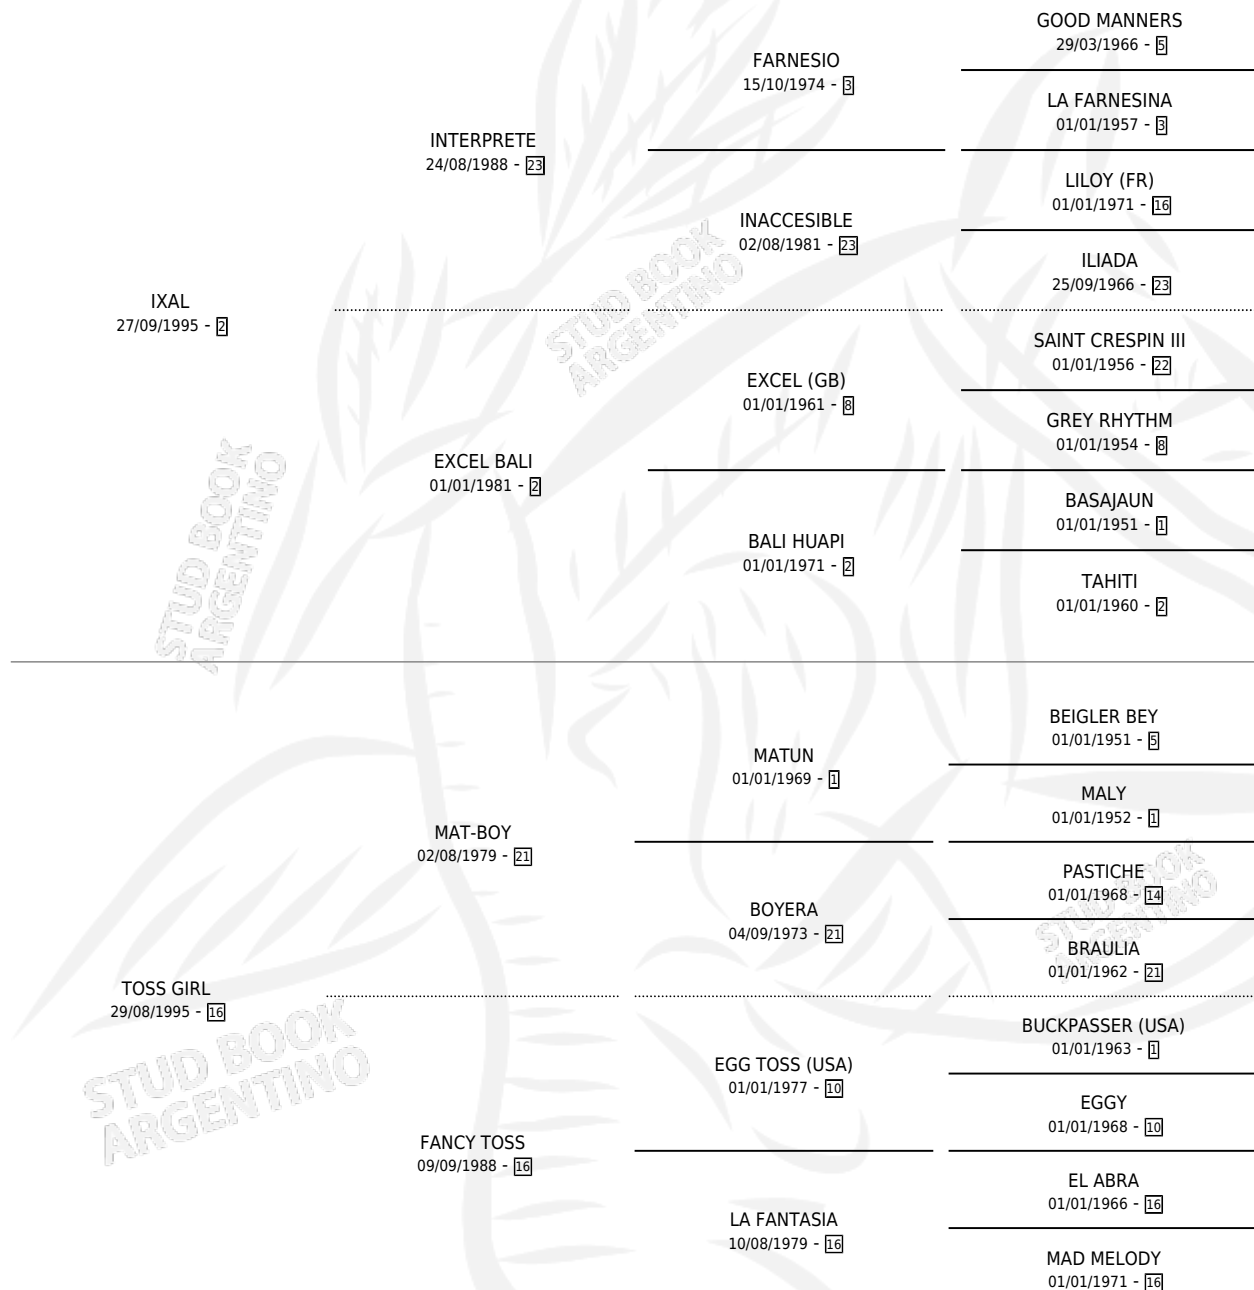 GOOD MANNERS
29/03/1966 - 5
FARNESIO
15/10/1974 - 3
LA FARNESINA
01/01/1957 - 3
INTERPRETE
24/08/1988 - 23
LILOY (FR)
01/01/1971 - 16
INACCESIBLE
02/08/1981 - 23
ILIADA
25/09/1966 - 23
IXAL
27/09/1995 - 2
STUD BOOK
ARGENTINO
SAINT CRESPIN III
01/01/1956 - 22
EXCEL (GB)
01/01/1961 - 8
GREY RHYTHM
01/01/1954 - 8
EXCEL BALI
01/01/1981 - 2
BASAJAUN
01/01/1951 - 1
BALI HUAPI
01/01/1971 - 2
TAHITI
01/01/1960 - 2
STUD BOOK
ARGENTINO
BEIGLER BEY
01/01/1951 - 5
MATUN
01/01/1969 - 1
MALY
01/01/1952 - 1
MAT-BOY
02/08/1979 - 21
PASTICHE
01/01/1968 - 14
BOYERA
04/09/1973 - 21
BRAULIA
01/01/1962 - 21
STUD BOOK
ARGENTINO
TOSS GIRL
29/08/1995 - 16
STUD BOOK
ARGENTINO
BUCKPASSER (USA)
01/01/1963 - 1
EGG TOSS (USA)
01/01/1977 - 10
EGGY
01/01/1968 - 10
FANCY TOSS
09/09/1988 - 16
EL ABRA
01/01/1966 - 16
LA FANTASIA
10/08/1979 - 16
MAD MELODY
01/01/1971 - 16